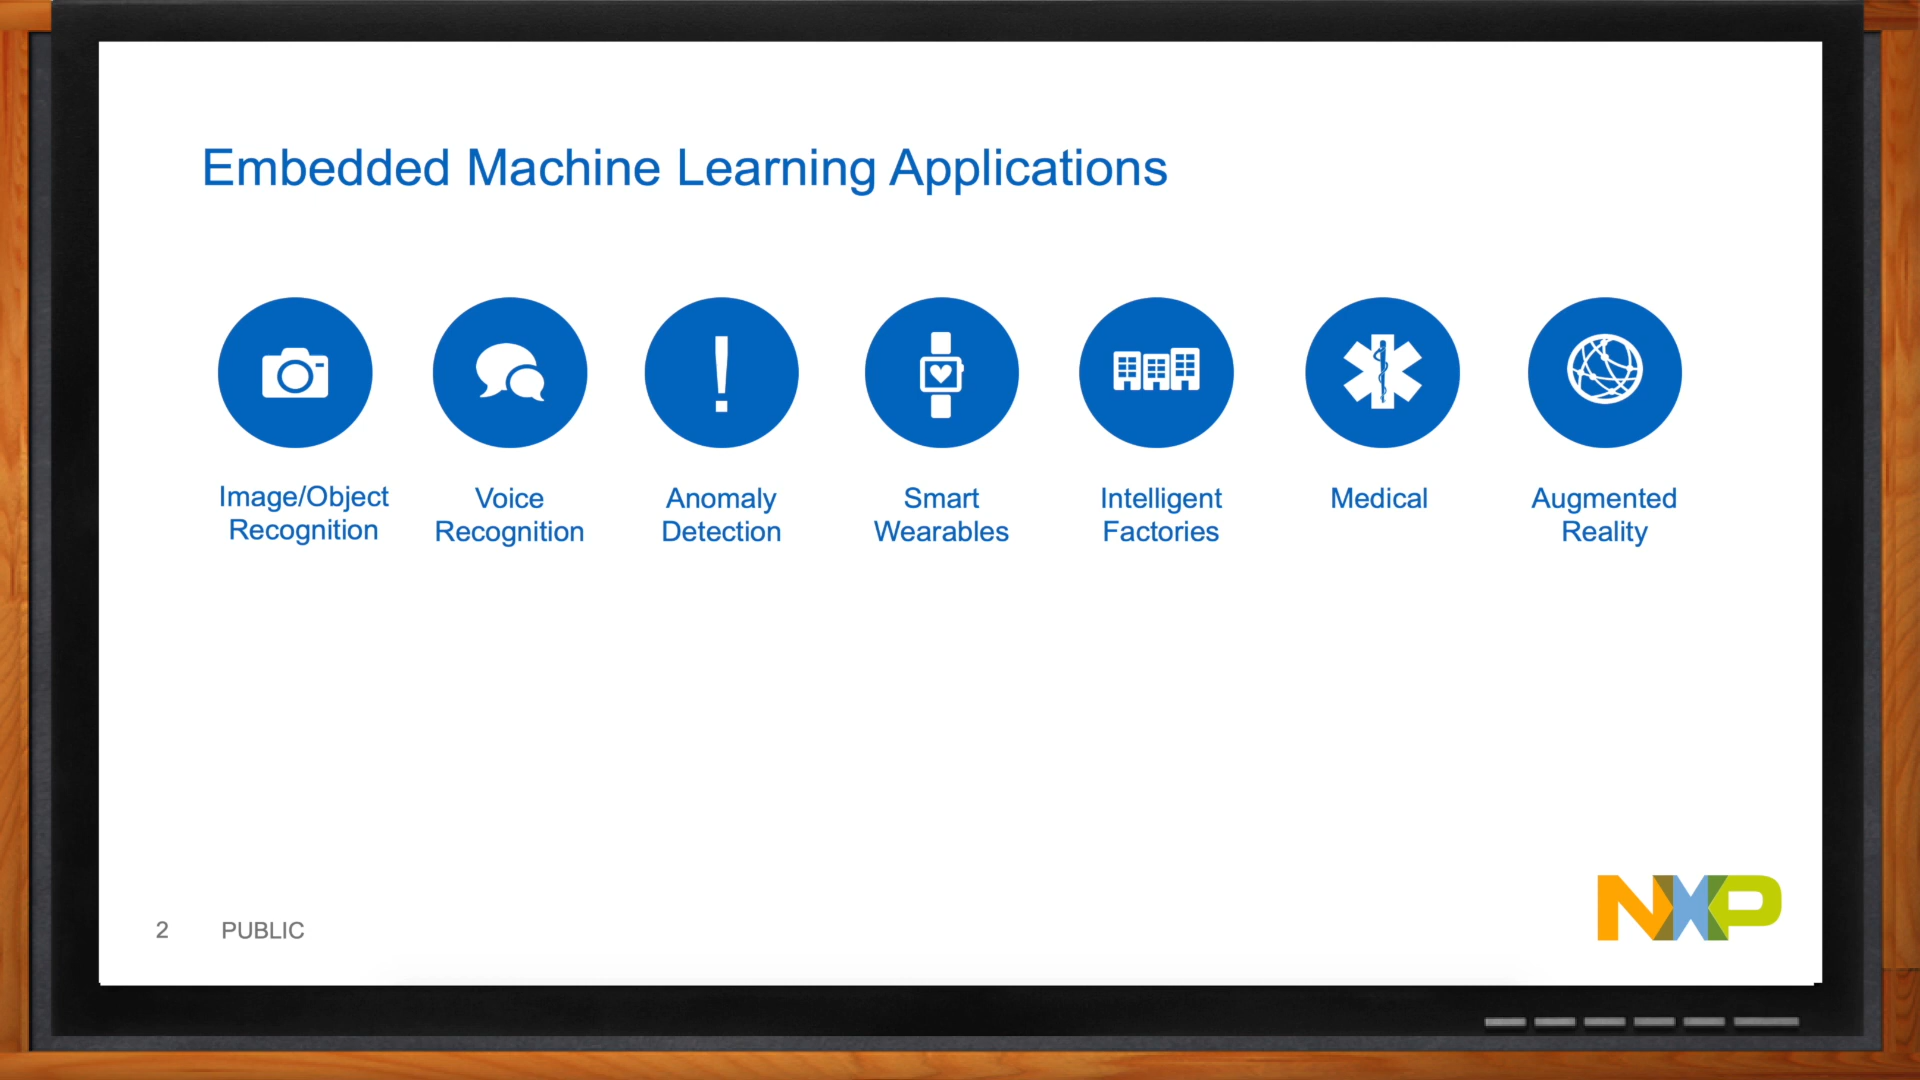 Embedded Machine Learning Applications
Image/Object
Recognition
Voice
Recognition
Anomaly
Detection
Smart
Wearables
Intelligent
Factories
Medical
Augmented
Reality
2 PUBLIC
NXP